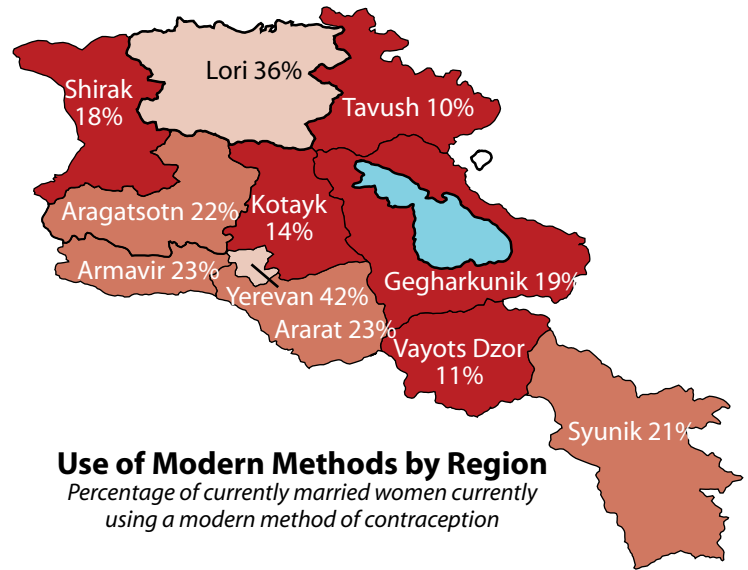 Lori 36%
Shirak
18%
Tavush 10%
Aragatsotn 22%
Kotayk
14%
Armavir 23%
Gegharkunik 19%
Yerevan 42%
Ararat 23%
Vayots Dzor
11%
Syunik 21%
Use of Modern Methods by Region
Percentage of currently married women currently
using a modern method of contraception